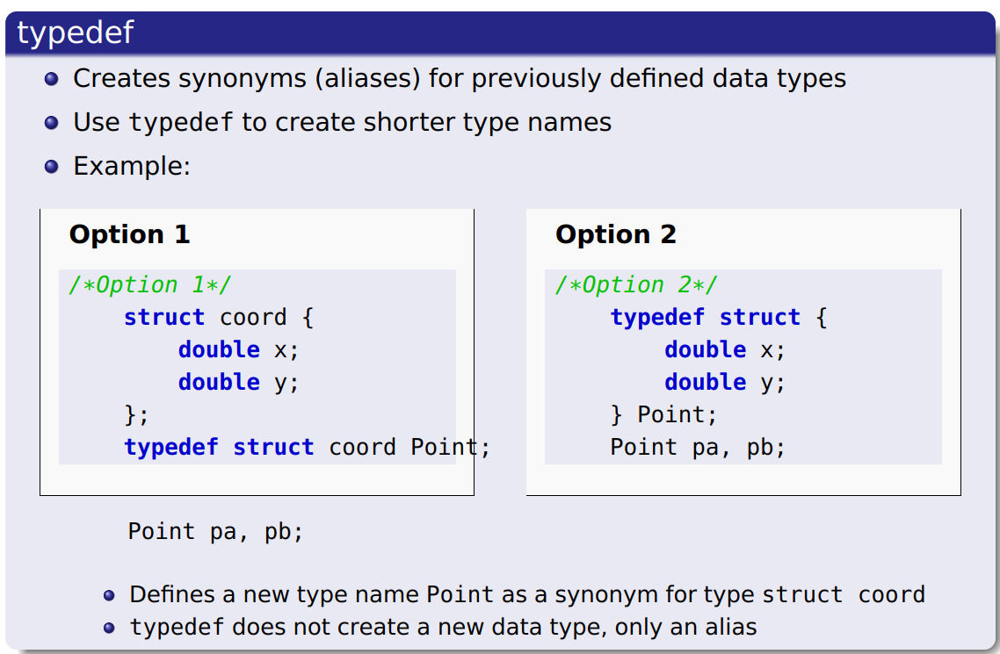 typedef
Creates synonyms (aliases) for previously defined data types
Use typedef to create shorter type names
Example:
Option 1
/*Option 1*/
    struct coord {
        double x;
        double y;
    };
    typedef struct coord Point;
Option 2
/*Option 2*/
    typedef struct {
        double x;
        double y;
    } Point;
    Point pa, pb;
Point pa, pb;
Defines a new type name Point as a synonym for type struct coord
typedef does not create a new data type, only an alias